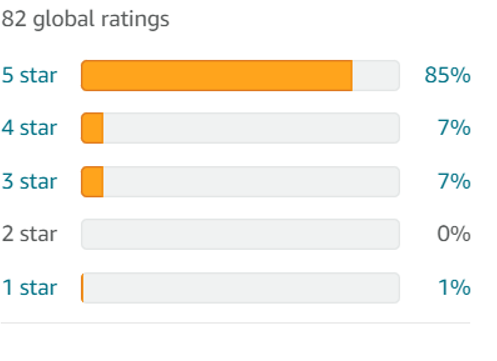 82 global ratings
5 star 85%
4 star 7%
3 star 7%
2 star 0%
1 star 1%